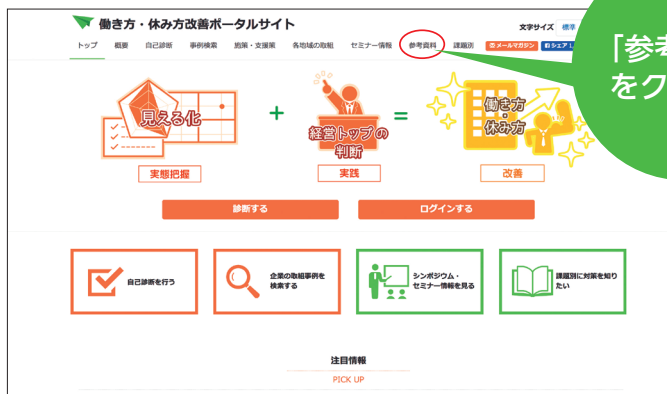 働き方・休み方改善ポータルサイト
文字サイズ 標準
トップ 概要 自己診断 事例検索 施策・支援策 各地域の取組 セミナー情報 参考資料 課題別 メールマガジン シェア
「参考
をク
見える化
+
経営トップの
判断
=
働き方
・
休み方
実態把握
実践
改善
診断する
ログインする
自己診断を行う
企業の取組事例を
検索する
シンポジウム・
セミナー情報を見る
課題別に対策を知り
たい
注目情報
PICK UP